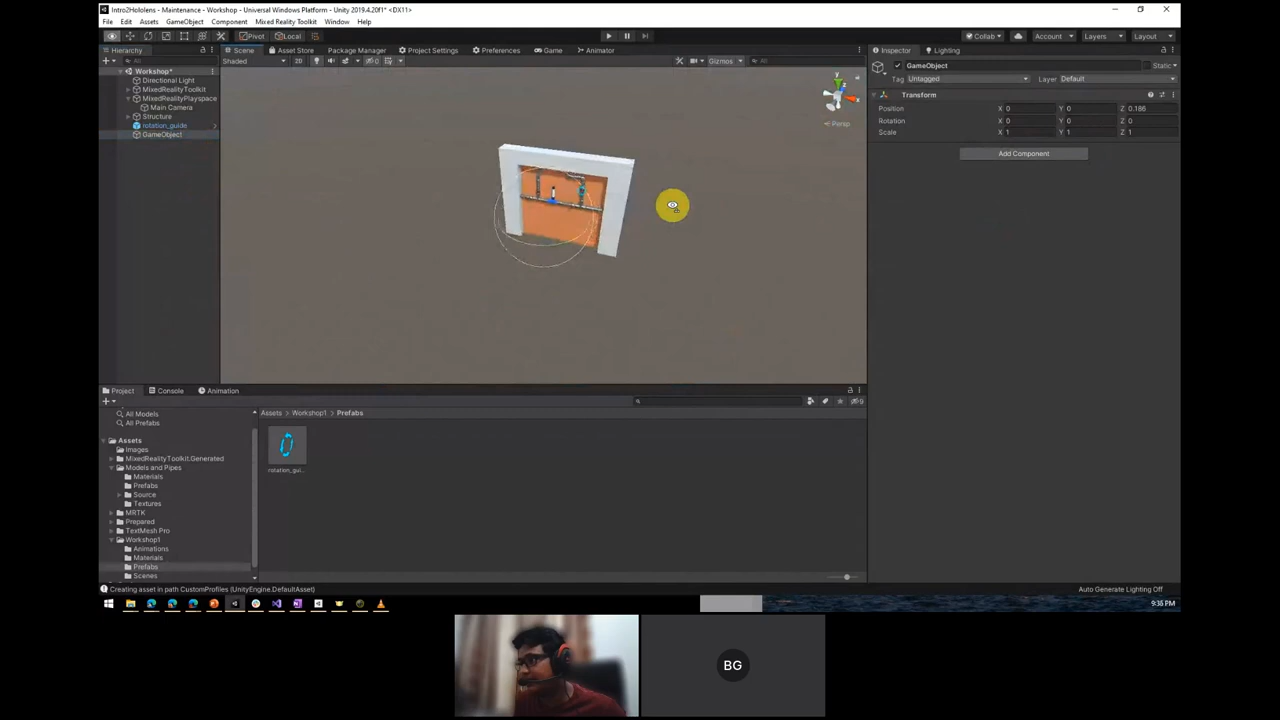 Intro2Hololens - Maintenance - Workshop - Universal Windows Platform - Unity 2019.4.20f1* <DX11>
File Edit Assets GameObject Component Mixed Reality Toolkit Window Help
Pivot Local Collab Account Layers Layout
Hierarchy Scene Asset Store Package Manager Project Settings Preferences Game Animator Inspector Lighting
All Shaded 2D Gizmos All
GameObject Static
Tag Untagged Layer Default
Workshop*
Directional Light
MixedRealityToolkit
MixedRealityPlayspace
Main Camera
Structure
rotation_guide
GameObject
y
x
Persp
Transform
Position X 0 Y 0 Z 0.186
Rotation X 0 Y 0 Z 0
Scale X 1 Y 1 Z 1
Add Component
Project Console Animation
All Models
All Prefabs
Assets
Images
MixedRealityToolkit.Generated
Models and Pipes
Materials
Prefabs
Source
Textures
MRTK
Prepared
TextMesh Pro
Workshop1
Animations
Materials
Prefabs
Scenes
Assets Workshop1 Prefabs
rotation_gui...
Creating asset in path CustomProfiles (UnityEngine.DefaultAsset) Auto Generate Lighting Off
9:35 PM
BG